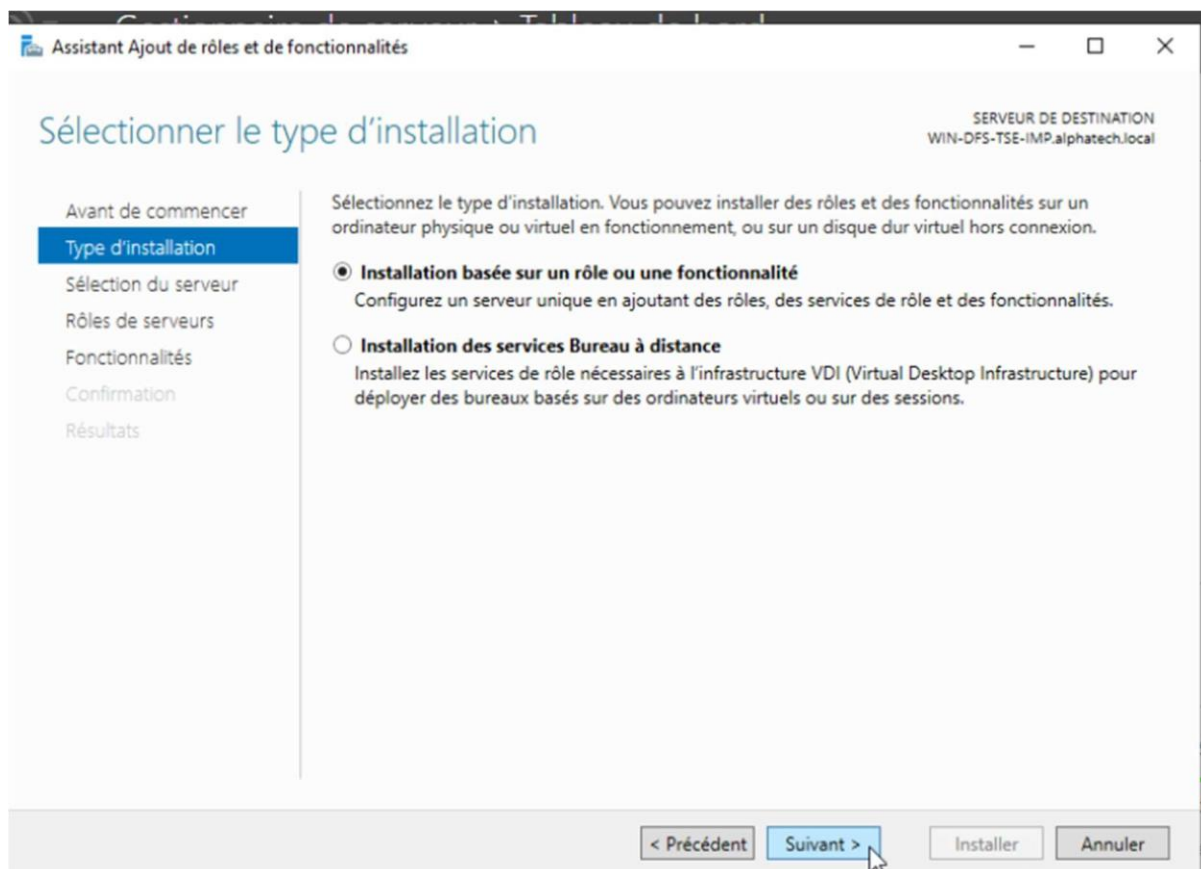 Gestionnaire de serveur › Tableau de bord
Assistant Ajout de rôles et de fonctionnalités
Sélectionner le type d’installation
SERVEUR DE DESTINATION
WIN-DFS-TSE-IMP.alphatech.local
Avant de commencer
Type d’installation
Sélection du serveur
Rôles de serveurs
Fonctionnalités
Confirmation
Résultats
Sélectionnez le type d’installation. Vous pouvez installer des rôles et des fonctionnalités sur un
ordinateur physique ou virtuel en fonctionnement, ou sur un disque dur virtuel hors connexion.
Installation basée sur un rôle ou une fonctionnalité
Configurez un serveur unique en ajoutant des rôles, des services de rôle et des fonctionnalités.
Installation des services Bureau à distance
Installez les services de rôle nécessaires à l’infrastructure VDI (Virtual Desktop Infrastructure) pour
déployer des bureaux basés sur des ordinateurs virtuels ou sur des sessions.
< Précédent
Suivant >
Installer
Annuler